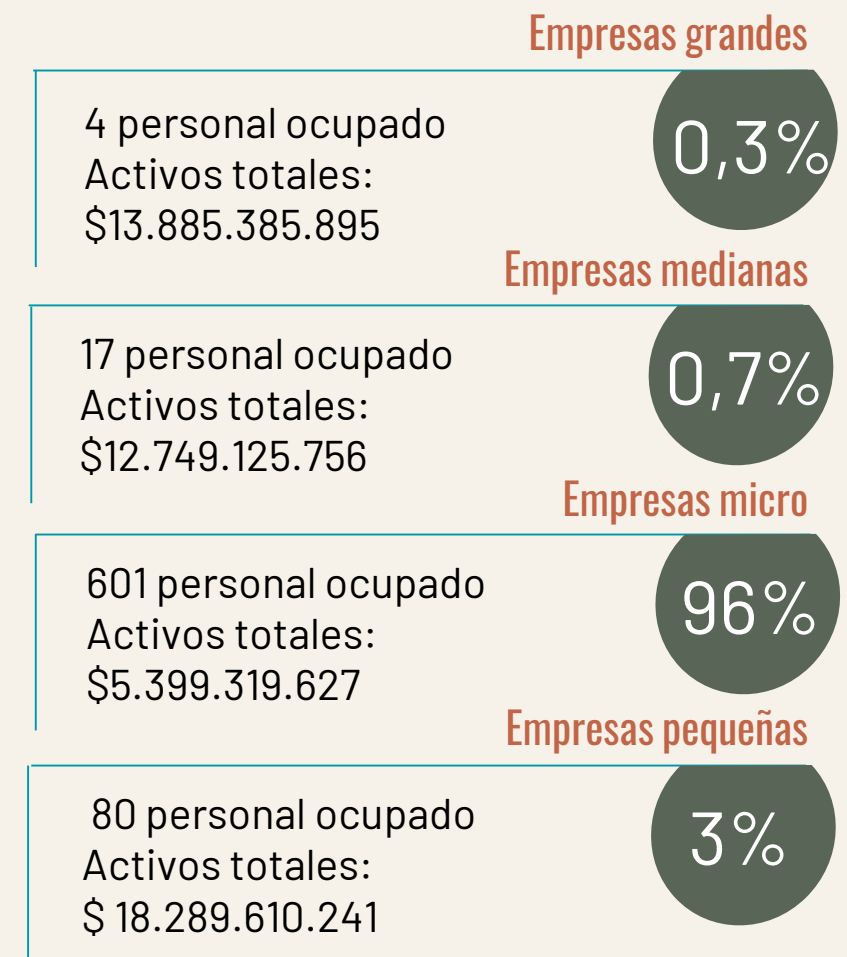 Empresas grandes
4 personal ocupado
Activos totales:
$13.885.385.895
0,3%
Empresas medianas
17 personal ocupado
Activos totales:
$12.749.125.756
0,7%
Empresas micro
601 personal ocupado
Activos totales:
$5.399.319.627
96%
Empresas pequeñas
80 personal ocupado
Activos totales:
$ 18.289.610.241
3%